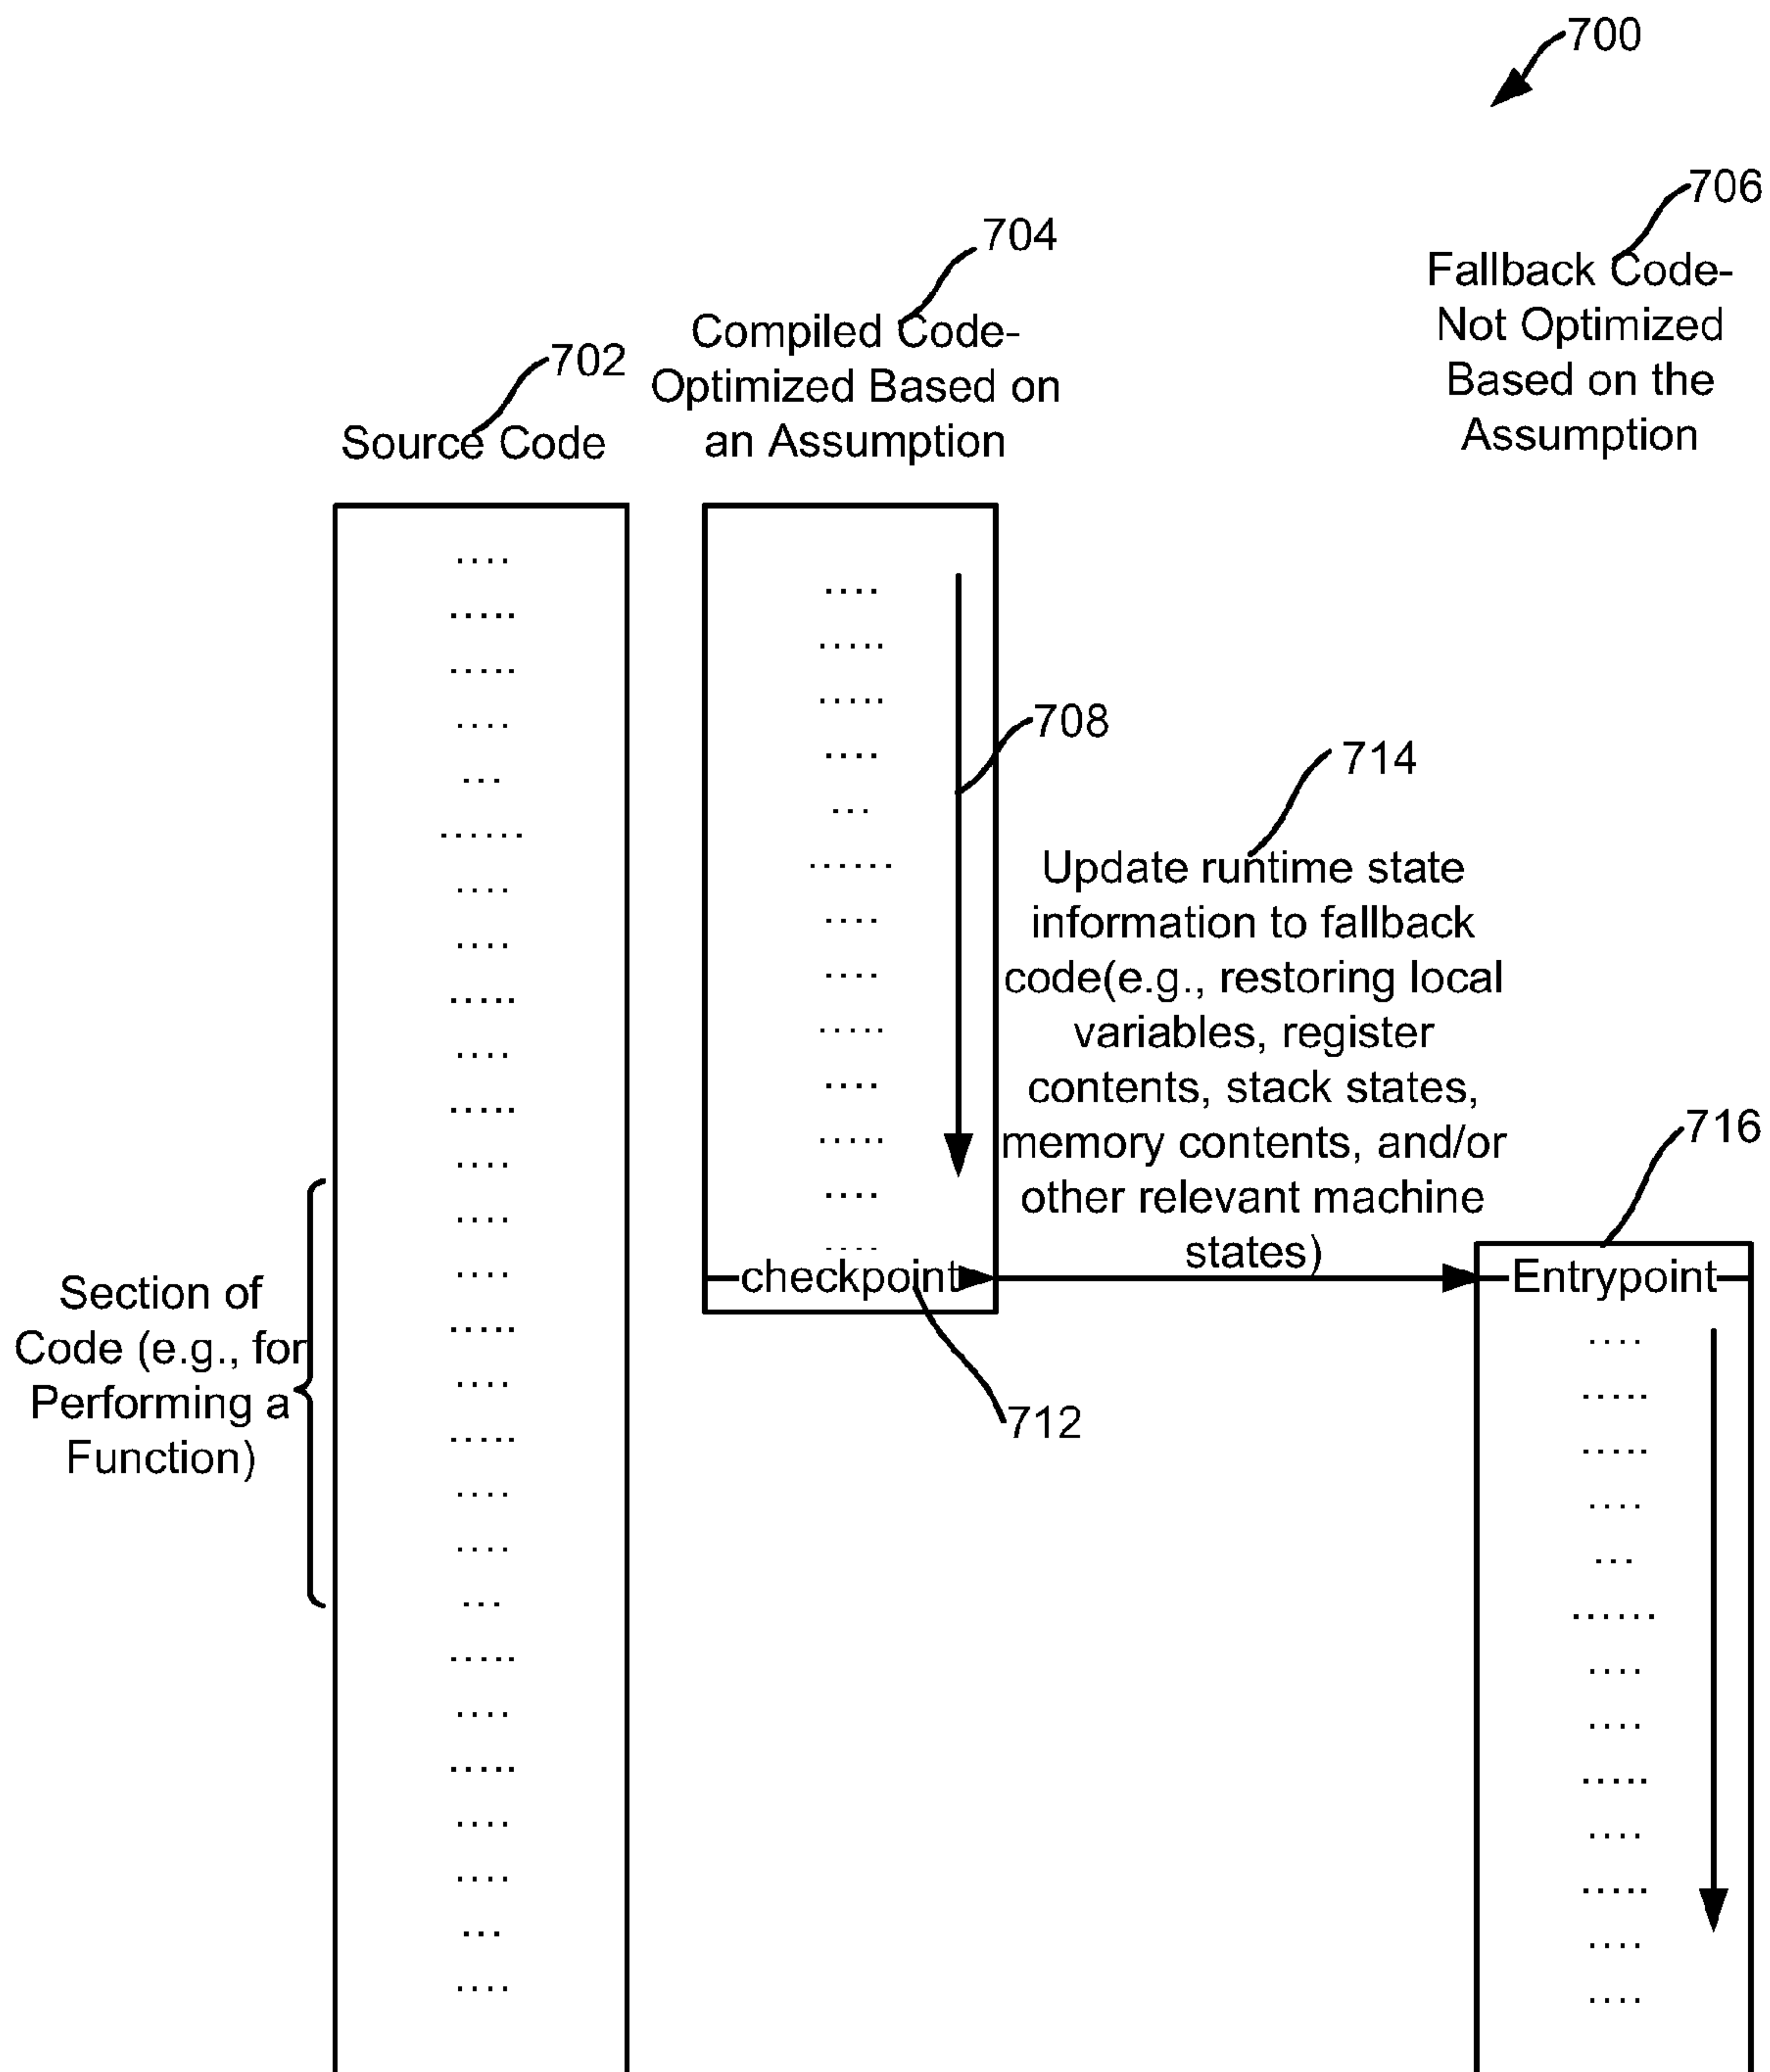 700
706
Fallback Code-
Not Optimized
Based on the
Assumption
704
Compiled Code-
Optimized Based on
an Assumption
702
Source Code
....
.....
.....
....
...
......
....
....
.....
....
.....
....
....
....
.....
....
.....
....
....
...
.....
....
.....
....
....
...
....
....
.....
.....
....
...
......
....
....
.....
....
.....
....
....
checkpoint
708
714
Update runtime state
information to fallback
code(e.g., restoring local
variables, register
contents, stack states,
memory contents, and/or
other relevant machine
states)
716
Entrypoint
....
.....
.....
....
...
......
....
....
.....
....
.....
....
....
712
Section of
Code (e.g., for
Performing a
Function)